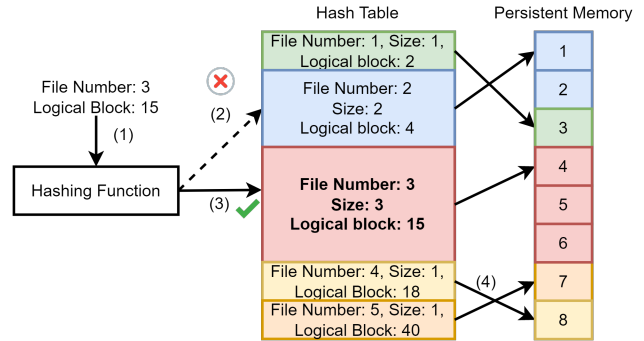 Hash Table
Persistent Memory
File Number: 3
Logical Block: 15
(1)
Hashing Function
(2)
(3)
File Number: 1, Size: 1,
Logical block: 2
File Number: 2
Size: 2
Logical block: 4
File Number: 3
Size: 3
Logical block: 15
File Number: 4, Size: 1,
Logical Block: 18
File Number: 5, Size: 1,
Logical Block: 40
(4)
1
2
3
4
5
6
7
8